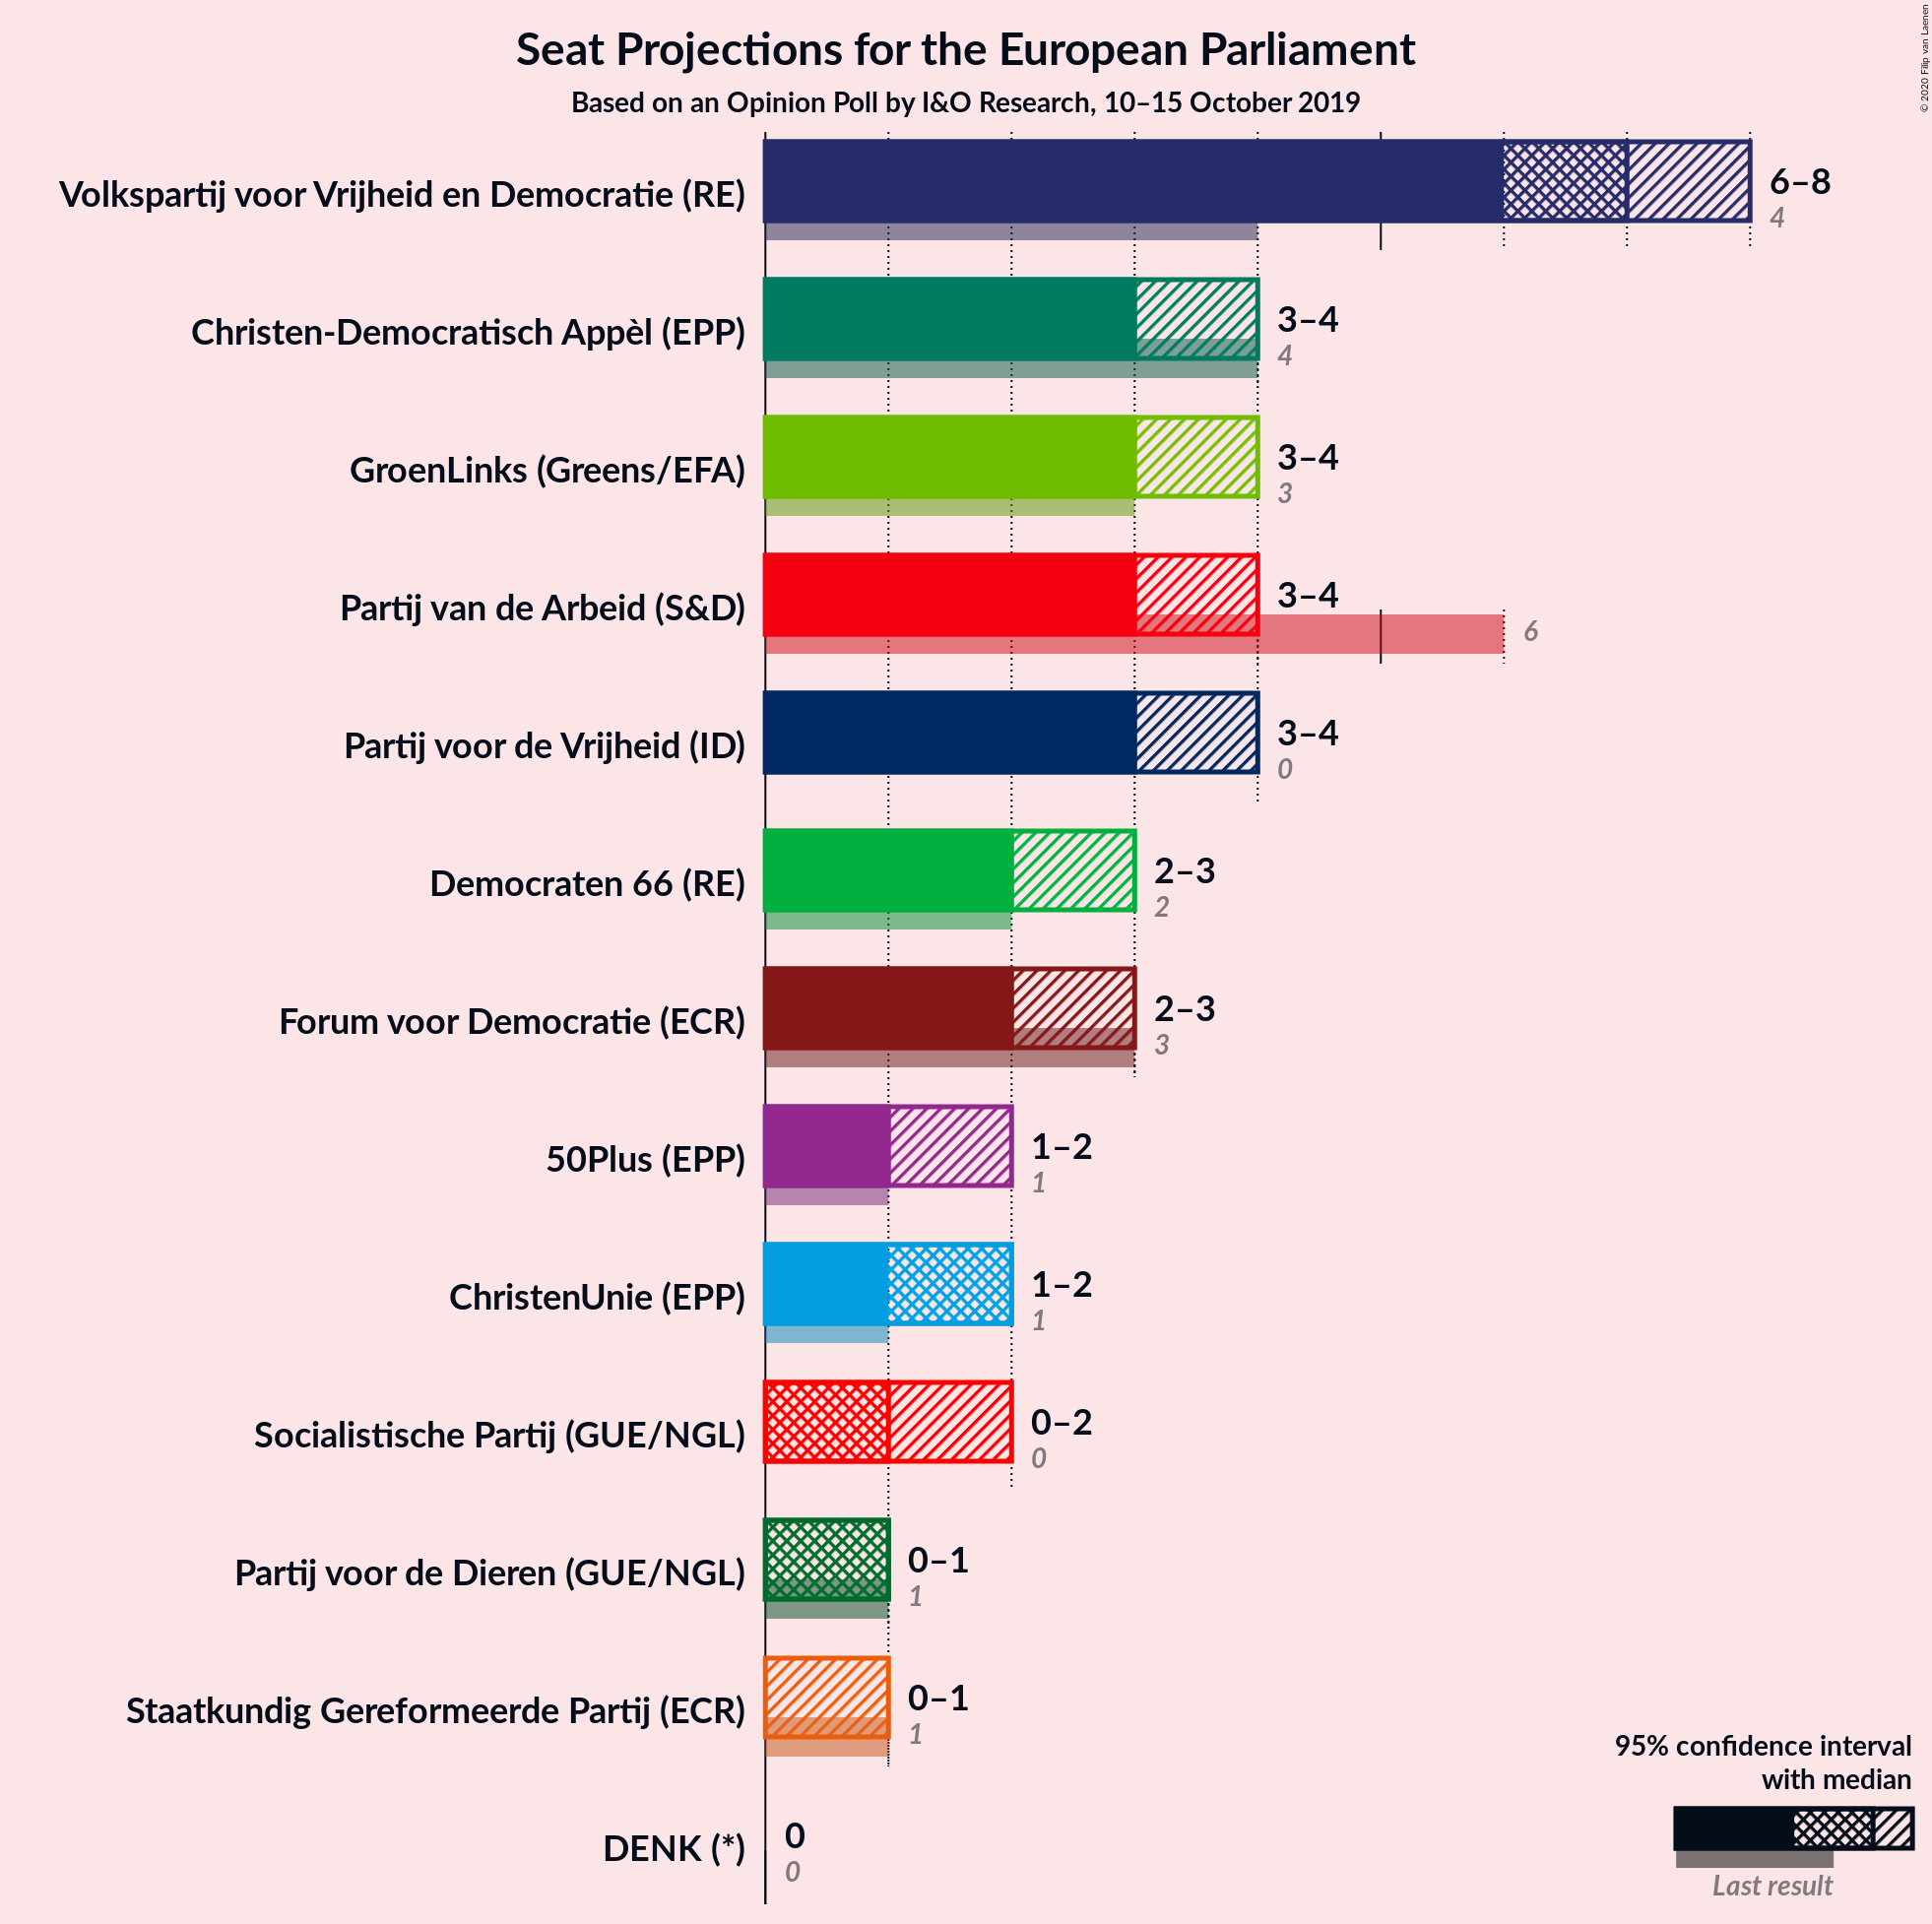 Seat Projections for the European Parliament
Based on an Opinion Poll by I&O Research, 10–15 October 2019
© 2020 Filip van Laenen
Volkspartij voor Vrijheid en Democratie (RE)
6–8
4
Christen-Democratisch Appèl (EPP)
3–4
4
GroenLinks (Greens/EFA)
3–4
3
Partij van de Arbeid (S&D)
3–4
6
Partij voor de Vrijheid (ID)
3–4
0
Democraten 66 (RE)
2–3
2
Forum voor Democratie (ECR)
2–3
3
50Plus (EPP)
1–2
1
ChristenUnie (EPP)
1–2
1
Socialistische Partij (GUE/NGL)
0–2
0
Partij voor de Dieren (GUE/NGL)
0–1
1
Staatkundig Gereformeerde Partij (ECR)
0–1
1
DENK (*)
0
0
95% confidence interval
with median
Last result